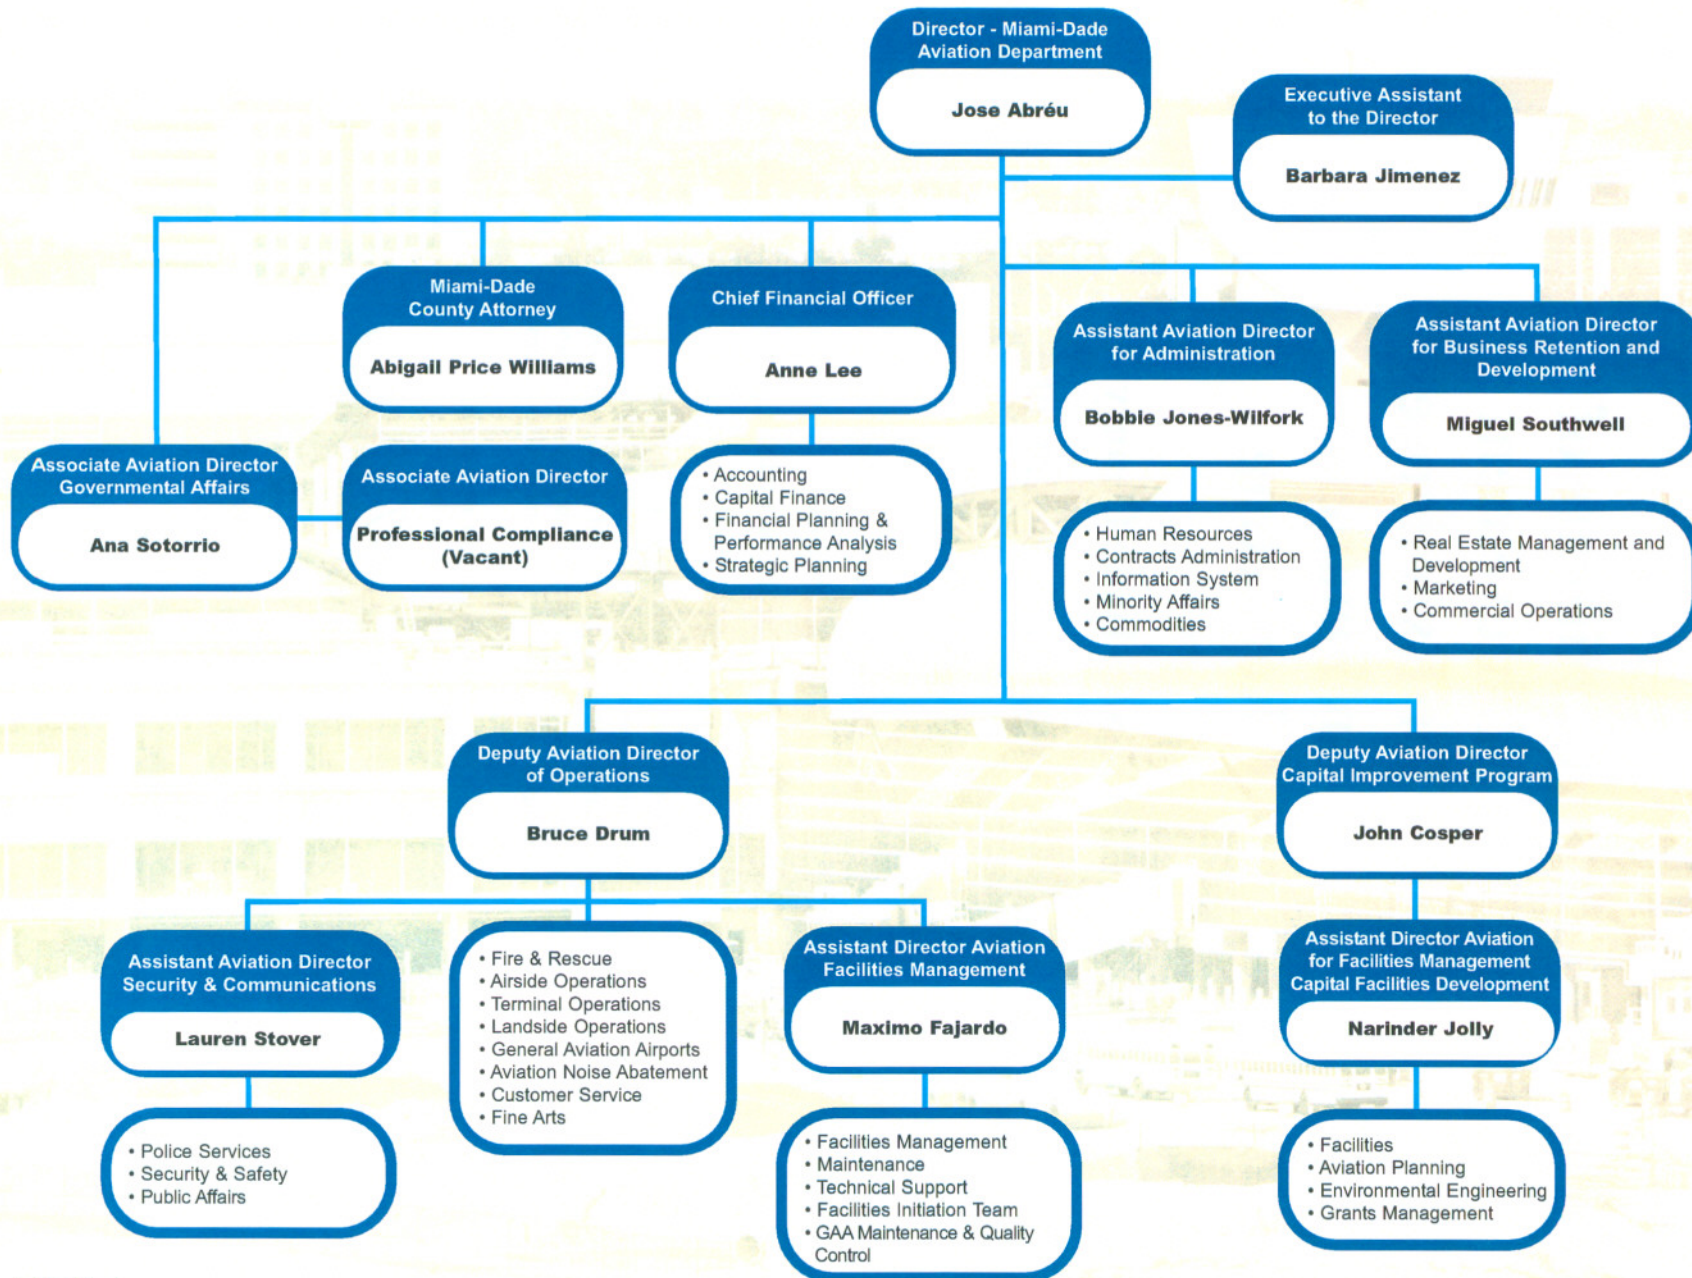 Director - Miami-Dade
Aviation Department
Jose Abréu
Executive Assistant
to the Director
Barbara Jimenez
Miami-Dade
County Attorney
Abigail Price Williams
Chief Financial Officer
Anne Lee
Assistant Aviation Director
for Administration
Bobbie Jones-Wilfork
Assistant Aviation Director
for Business Retention and
Development
Miguel Southwell
Associate Aviation Director
Governmental Affairs
Ana Sotorrio
Associate Aviation Director
Professional Compliance
(Vacant)
• Accounting
• Capital Finance
• Financial Planning &
Performance Analysis
• Strategic Planning
• Human Resources
• Contracts Administration
• Information System
• Minority Affairs
• Commodities
• Real Estate Management and
Development
• Marketing
• Commercial Operations
Deputy Aviation Director
of Operations
Bruce Drum
Deputy Aviation Director
Capital Improvement Program
John Cosper
Assistant Aviation Director
Security & Communications
Lauren Stover
• Fire & Rescue
• Airside Operations
• Terminal Operations
• Landside Operations
• General Aviation Airports
• Aviation Noise Abatement
• Customer Service
• Fine Arts
Assistant Director Aviation
Facilities Management
Maximo Fajardo
Assistant Director Aviation
for Facilities Management
Capital Facilities Development
Narinder Jolly
• Police Services
• Security & Safety
• Public Affairs
• Facilities Management
• Maintenance
• Technical Support
• Facilities Initiation Team
• GAA Maintenance & Quality
Control
• Facilities
• Aviation Planning
• Environmental Engineering
• Grants Management